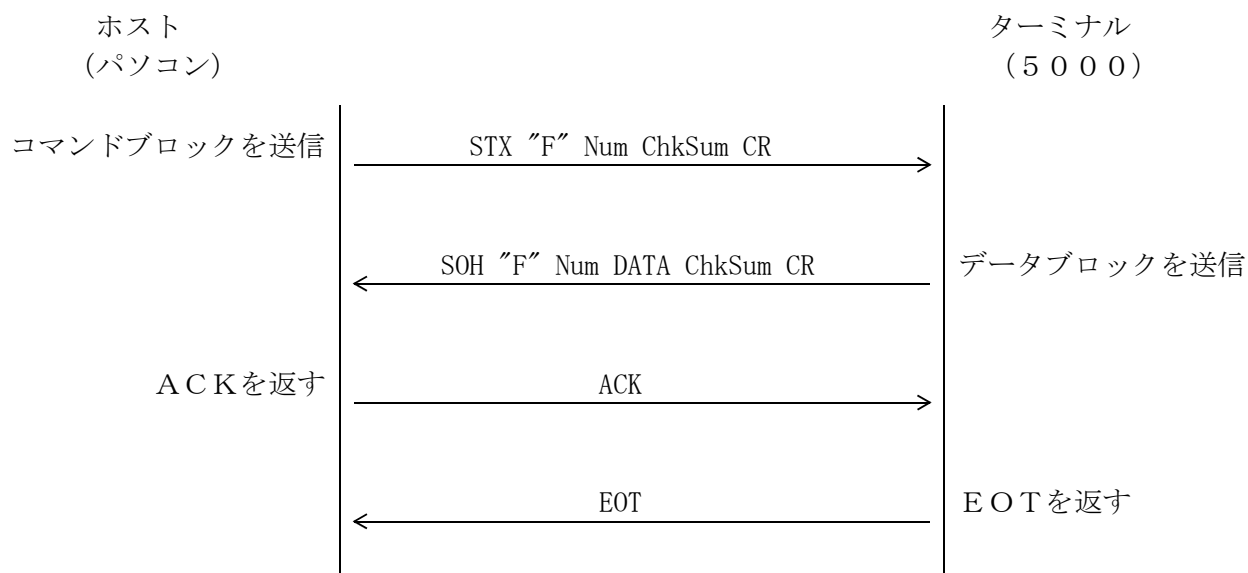 ホスト
(パソコン)
ターミナル
(5000)
コマンドブロックを送信
STX "F" Num ChkSum CR
SOH "F" Num DATA ChkSum CR
データブロックを送信
ACKを返す
ACK
EOT
EOTを返す